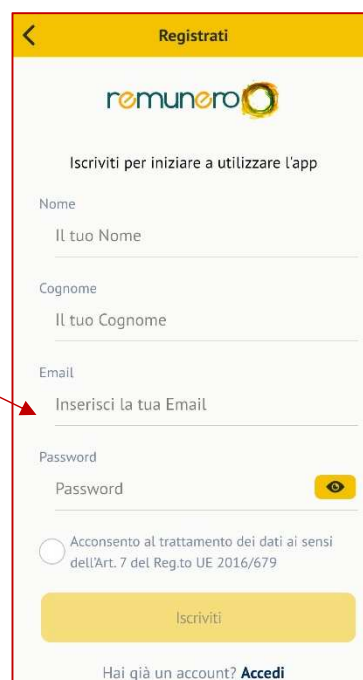 Registrati
remunero
Iscriviti per iniziare a utilizzare l'app
Nome
Il tuo Nome
Cognome
Il tuo Cognome
Email
Inserisci la tua Email
Password
Password
Acconsento al trattamento dei dati ai sensi
dell'Art. 7 del Reg.to UE 2016/679
Iscriviti
Hai già un account? Accedi